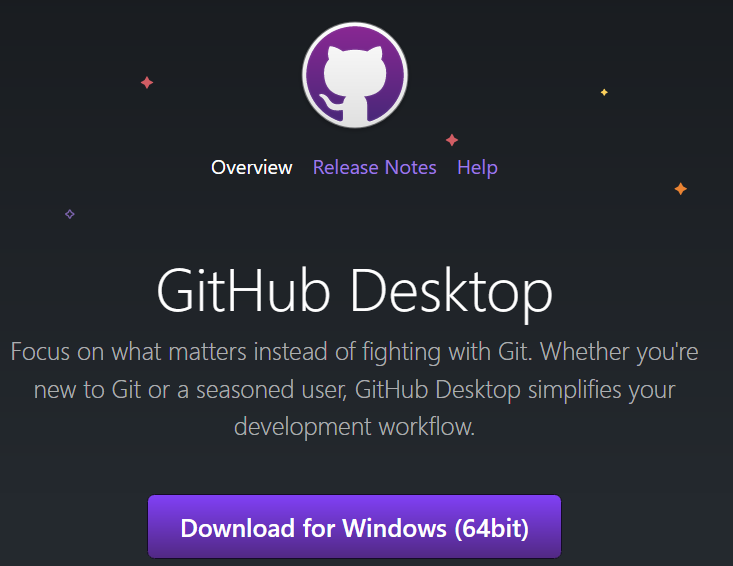 Overview Release Notes Help
GitHub Desktop
Focus on what matters instead of fighting with Git. Whether you're
new to Git or a seasoned user, GitHub Desktop simplifies your
development workflow.
Download for Windows (64bit)